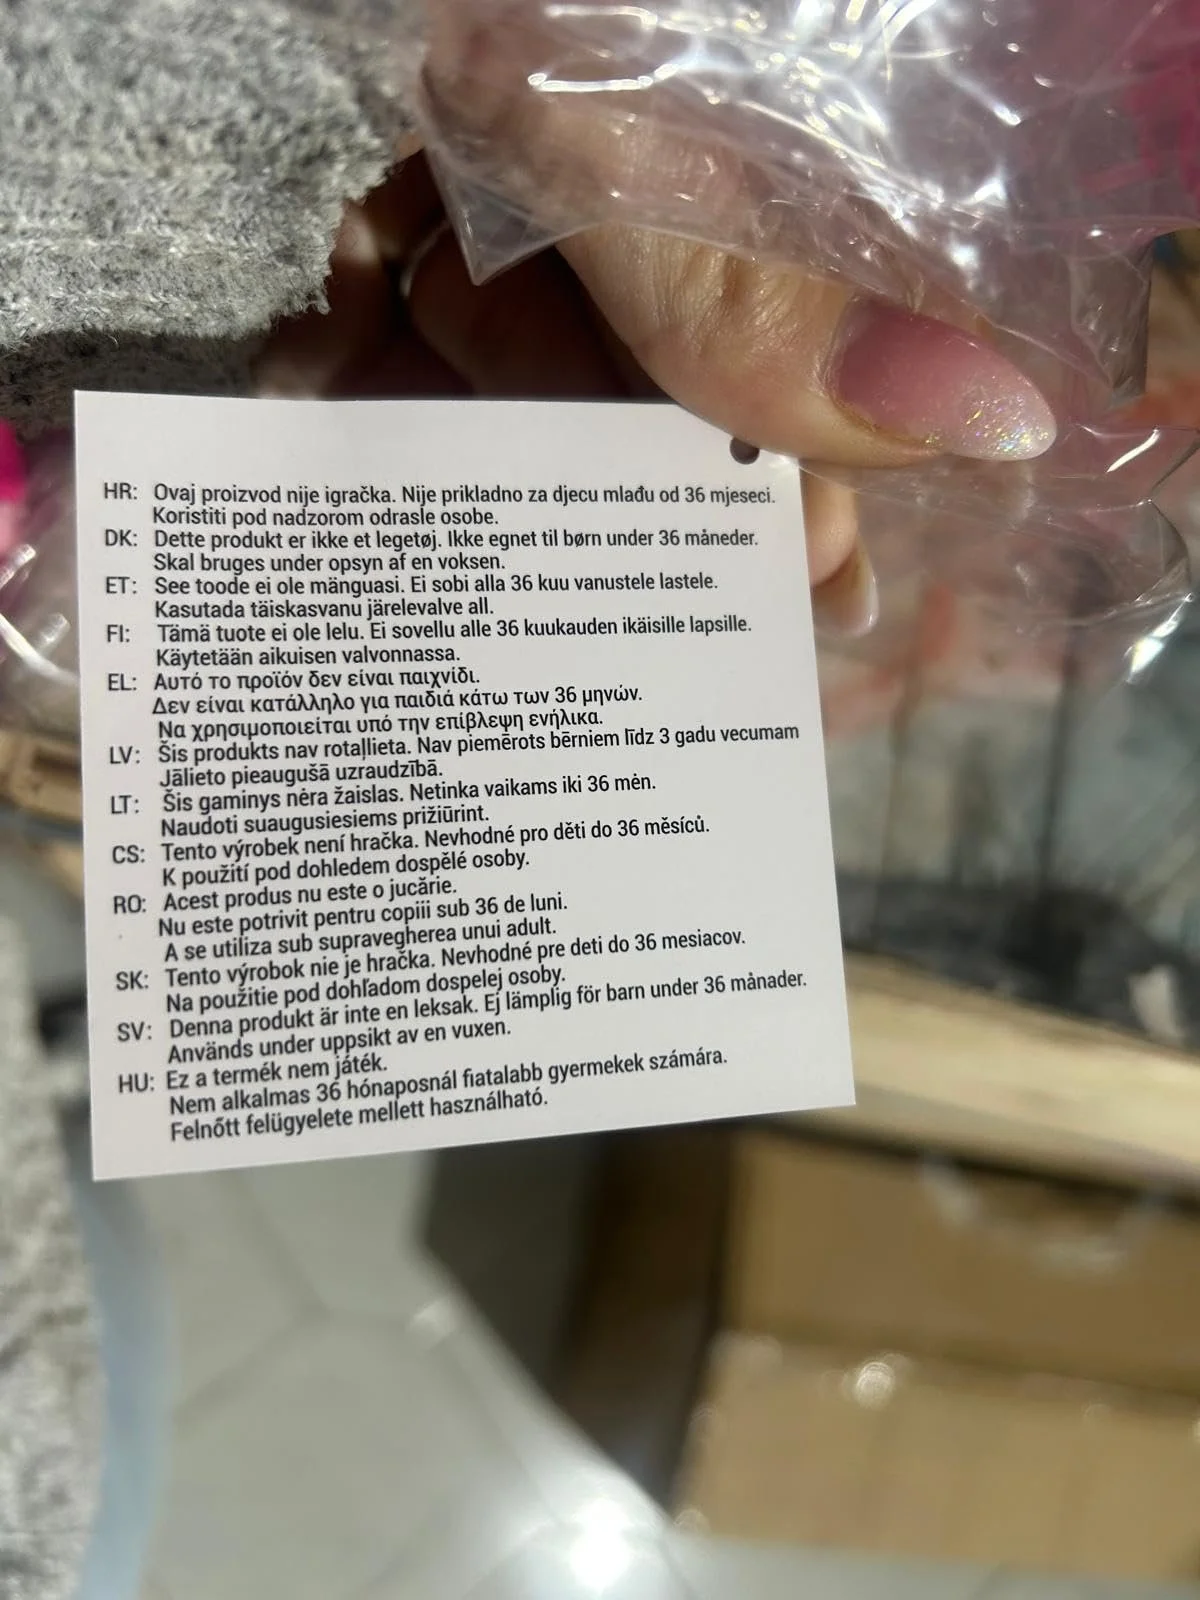 HR: Ovaj proizvod nije igračka. Nije prikladno za djecu mlađu od 36 mjeseci.
Koristiti pod nadzorom odrasle osobe.
DK: Dette produkt er ikke et legetøj. Ikke egnet til børn under 36 måneder.
Skal bruges under opsyn af en voksen.
ET: See toode ei ole mänguasi. Ei sobi alla 36 kuu vanustele lastele.
Kasutada täiskasvanu järelevalve all.
FI: Tämä tuote ei ole lelu. Ei sovellu alle 36 kuukauden ikäisille lapsille.
Käytetään aikuisen valvonnassa.
EL: Αυτό το προϊόν δεν είναι παιχνίδι.
Δεν είναι κατάλληλο για παιδιά κάτω των 36 μηνών.
Να χρησιμοποιείται υπό την επίβλεψη ενήλικα.
LV: Šis produkts nav rotaļlieta. Nav piemērots bērniem līdz 3 gadu vecumam
Jālieto pieaugušā uzraudzībā.
LT: Šis gaminys nėra žaislas. Netinka vaikams iki 36 mėn.
Naudoti suaugusiesiems prižiūrint.
CS: Tento výrobek není hračka. Nevhodné pro děti do 36 měsíců.
K použití pod dohledem dospělé osoby.
RO: Acest produs nu este o jucărie.
Nu este potrivit pentru copiii sub 36 de luni.
A se utiliza sub supravegherea unui adult.
SK: Tento výrobok nie je hračka. Nevhodné pre deti do 36 mesiacov.
Na použitie pod dohľadom dospelej osoby.
SV: Denna produkt är inte en leksak. Ej lämplig för barn under 36 månader.
Används under uppsikt av en vuxen.
HU: Ez a termék nem játék.
Nem alkalmas 36 hónaposnál fiatalabb gyermekek számára.
Felnőtt felügyelete mellett használható.